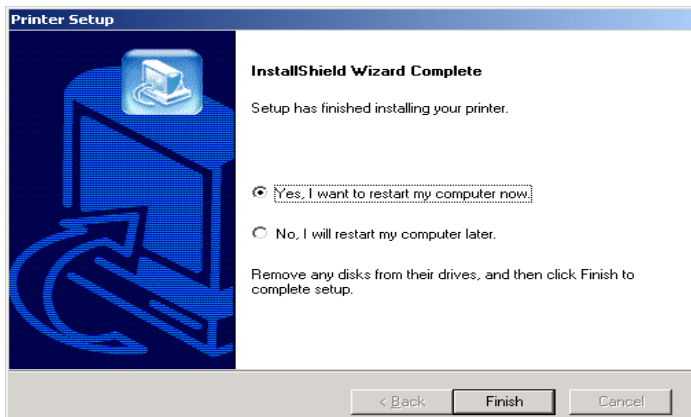 Printer Setup
InstallShield Wizard Complete
Setup has finished installing your printer.
Yes, I want to restart my computer now.
No, I will restart my computer later.
Remove any disks from their drives, and then click Finish to
complete setup.
< Back Finish Cancel